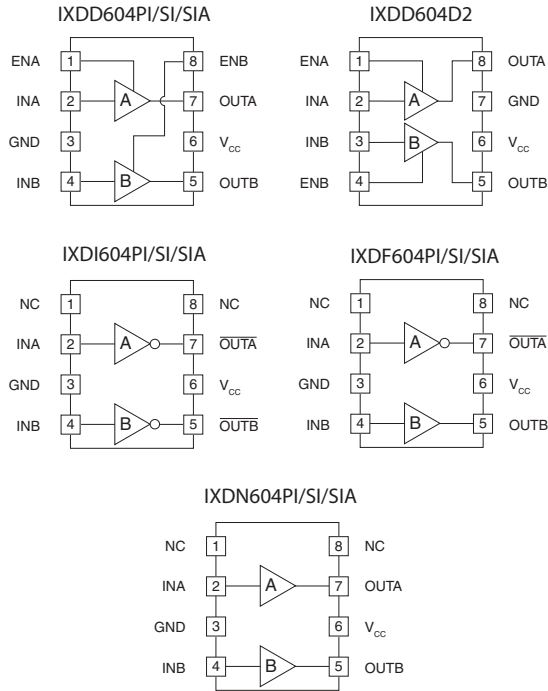 IXDD604PI/SI/SIA
ENA 1 8 ENB
INA 2 A 7 OUTA
GND 3 6 VCC
INB 4 B 5 OUTB
IXDD604D2
ENA 1 8 OUTA
INA 2 A 7 GND
INB 3 B 6 VCC
ENB 4 5 OUTB
IXDI604PI/SI/SIA
NC 1 8 NC
INA 2 A 7 OUTA
GND 3 6 VCC
INB 4 B 5 OUTB
IXDF604PI/SI/SIA
NC 1 8 NC
INA 2 A 7 OUTA
GND 3 6 VCC
INB 4 B 5 OUTB
IXDN604PI/SI/SIA
NC 1 8 NC
INA 2 A 7 OUTA
GND 3 6 VCC
INB 4 B 5 OUTB